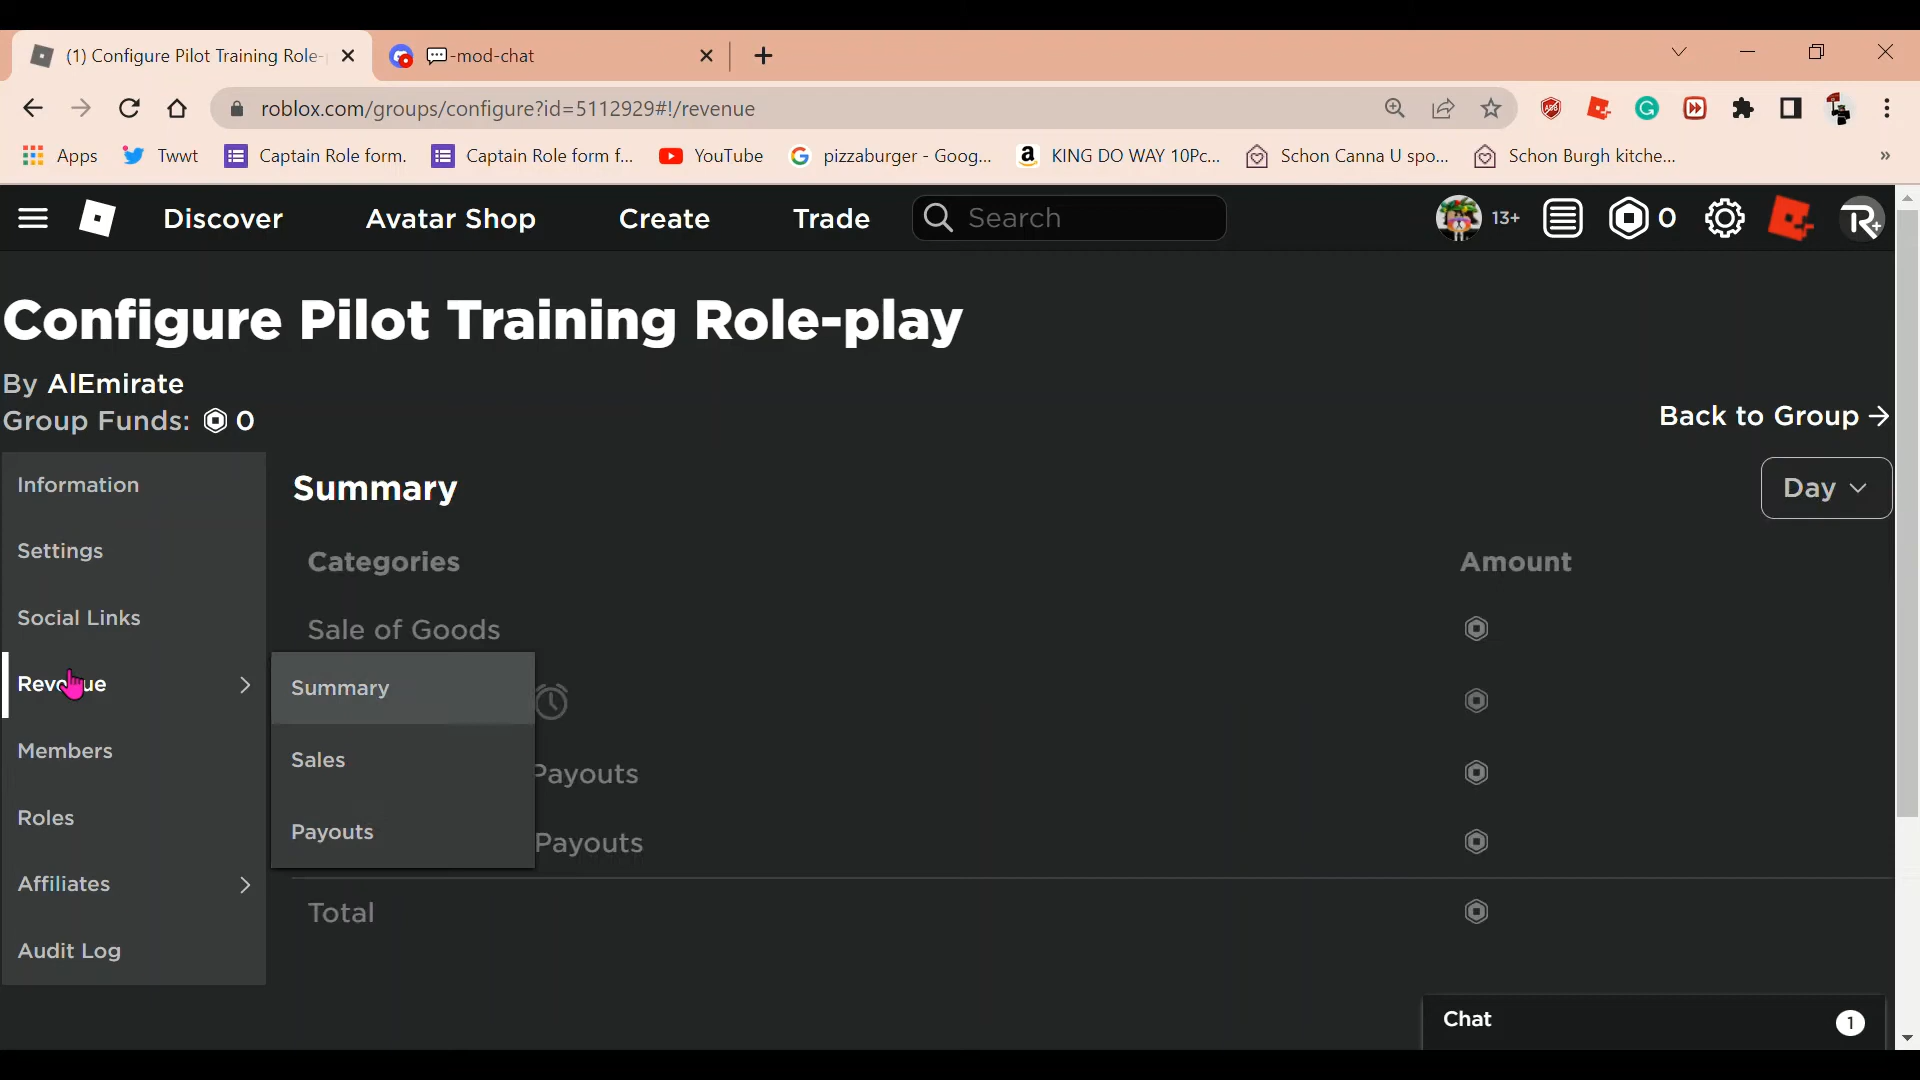 (1) Configure Pilot Training Role-
-mod-chat
roblox.com/groups/configure?id=5112929#!/revenue
Apps Twwt Captain Role form. Captain Role form f... YouTube pizzaburger - Goog... KING DO WAY 10Pc... Schon Canna U spo... Schon Burgh kitche... »
Discover Avatar Shop Create Trade Search 13+ 0
Configure Pilot Training Role-play
By AlEmirate
Group Funds: 0
Back to Group →
Information
Settings
Social Links
Revenue
Members
Roles
Affiliates
Audit Log
Summary
Sales
Payouts
Summary
Day
Categories Amount
Sale of Goods
Payouts
Payouts
Total
Chat 1